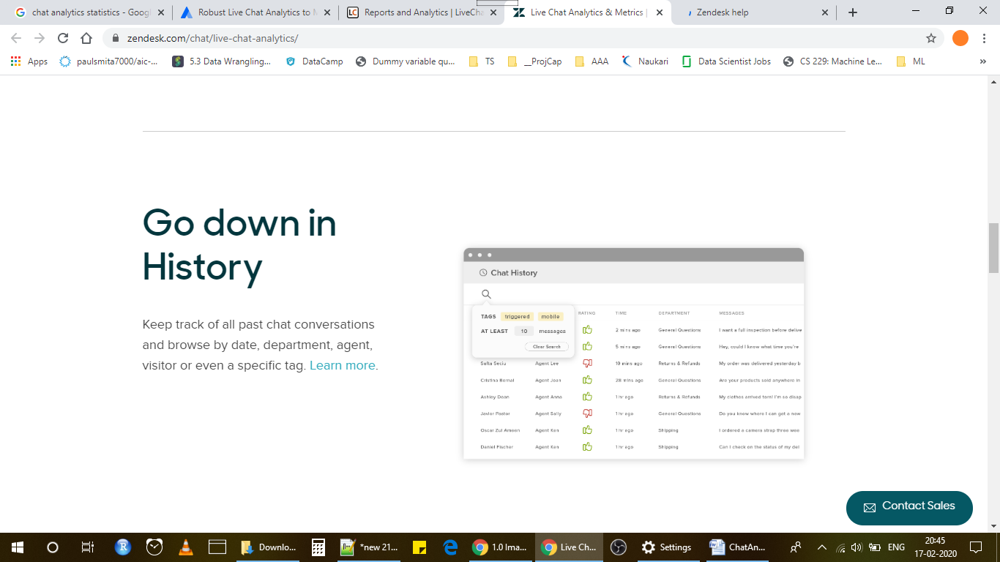 chat analytics statistics - Googl
Robust Live Chat Analytics to M
Reports and Analytics | LiveCha
Live Chat Analytics & Metrics |
Zendesk help
zendesk.com/chat/live-chat-analytics/
Apps
paulsmita7000/aic-...
5.3 Data Wrangling...
DataCamp
Dummy variable qu...
TS
__ProjCap
AAA
Naukari
Data Scientist Jobs
CS 229: Machine Le...
ML
»
Go down in
History
Keep track of all past chat conversations
and browse by date, department, agent,
visitor or even a specific tag. Learn more.
Chat History
TAGS triggered mobile
AT LEAST 10 messages
Clear Search
RATING TIME DEPARTMENT MESSAGES
2 mins ago General Questions I want a full inspection before delive
5 mins ago General Questions Hey, could I know what time you're
Safta Seciu Agent Lee 10 mins ago Returns & Refunds My order was delivered yesterday b
Cristina Bernal Agent Joan 28 mins ago General Questions Are your products sold anywhere in
Ashley Dean Agent Anna 1 hr ago Returns & Refunds My clothes arrived torn! I'm so disap
Javier Pastor Agent Sally 1 hr ago General Questions Do you know where I can get a new
Oscar Zul Ameen Agent Ken 1 hr ago Shipping I ordered a camera strap three wee
Daniel Fischer Agent Ken 1 hr ago Shipping Can I check on the status of my del
Contact Sales
Downlo...
*new 21...
1.0 Ima...
Live Ch...
Settings
ChatAn...
ENG
20:45
17-02-2020